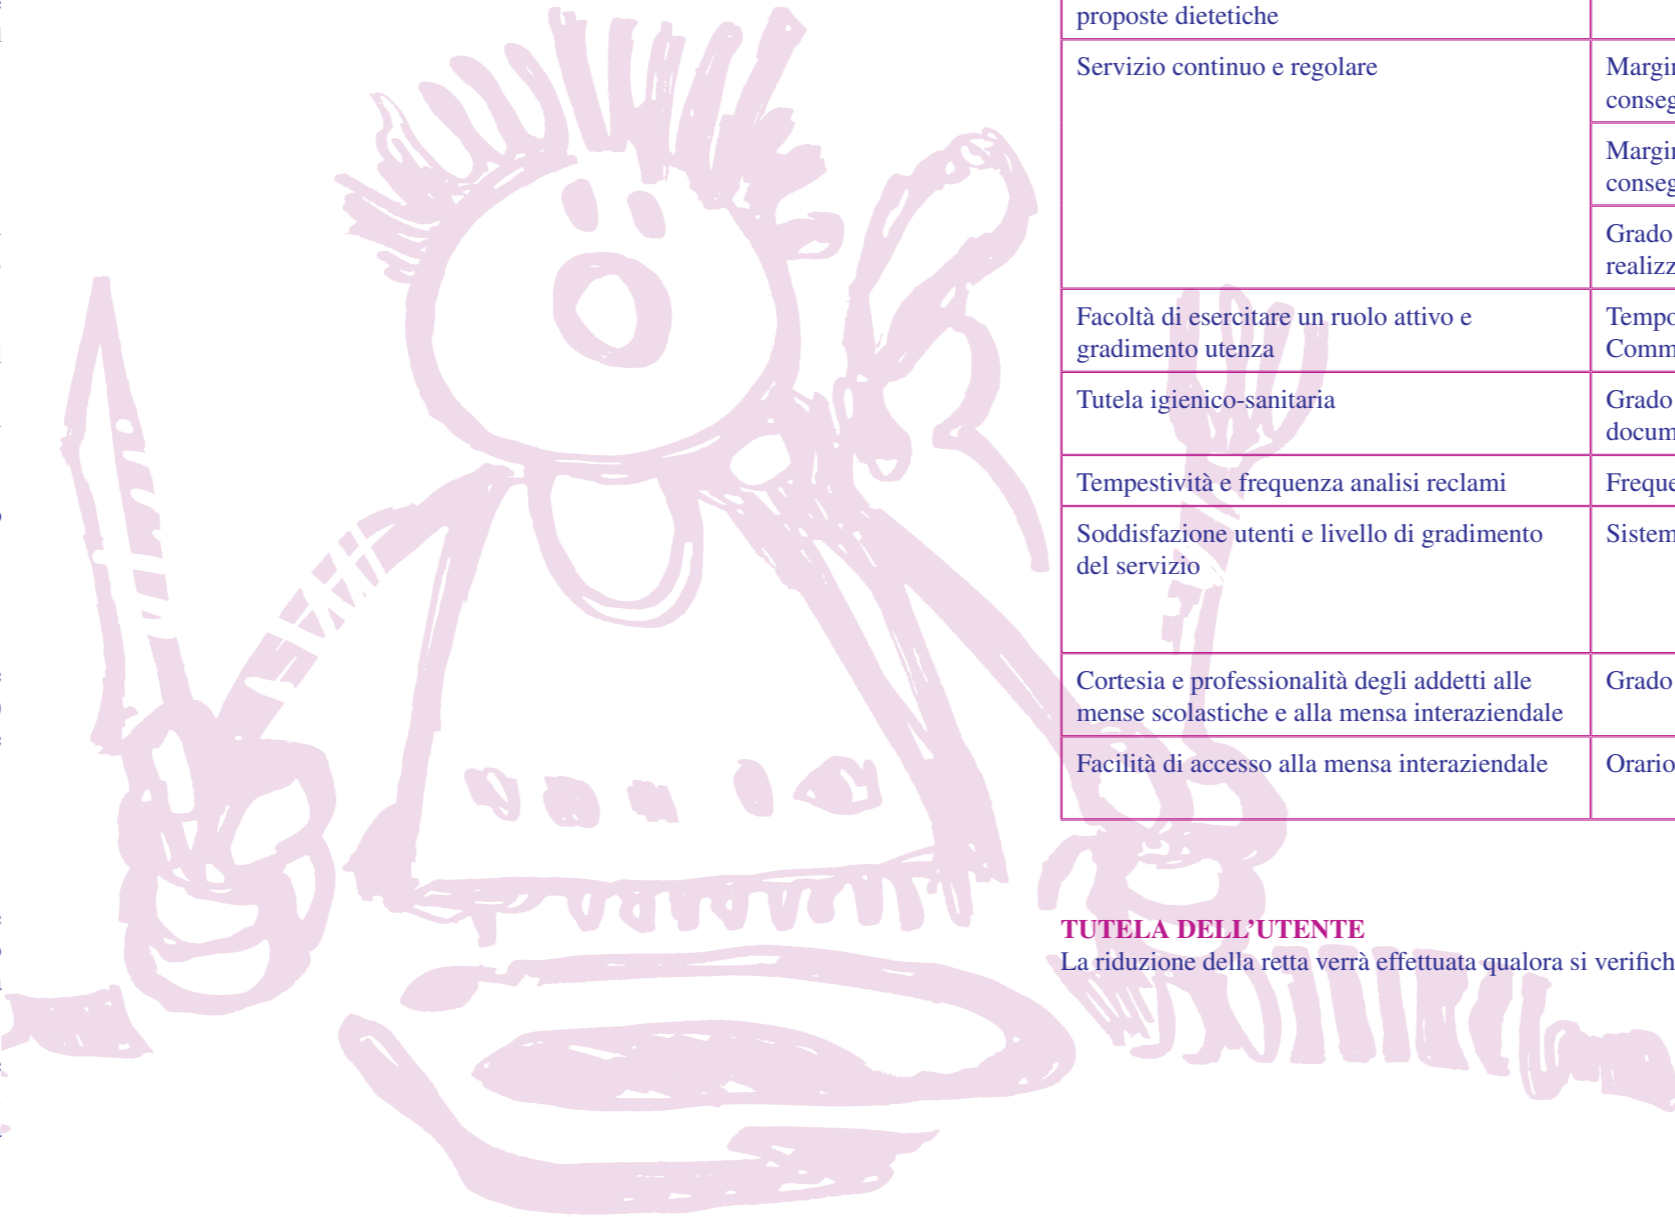 proposte dietetiche
Servizio continuo e regolare
Facoltà di esercitare un ruolo attivo e
gradimento utenza
Tutela igienico-sanitaria
Grado
Tempestività e frequenza analisi reclami
Soddisfazione utenti e livello di gradimento
del servizio
Cortesia e professionalità degli addetti alle
mense scolastiche e alla mensa interaziendale
Grado
Facilità di accesso alla mensa interaziendale
Orario
TUTELA DELL'UTENTE
La riduzione della retta verrà effettuata qualora si